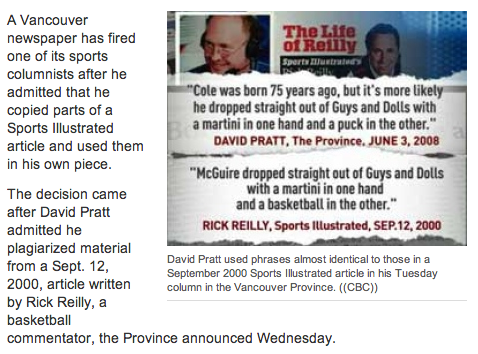 A Vancouver
newspaper has fired
one of its sports
columnists after he
admitted that he
copied parts of a
Sports Illustrated
article and used them
in his own piece.
The decision came
after David Pratt
admitted he
plagiarized material
from a Sept. 12,
2000, article written
by Rick Reilly, a
basketball
commentator, the Province announced Wednesday.
The Life
of Reilly
Sports Illustrated's
"Cole was born 75 years ago, but it's more likely
he dropped straight out of Guys and Dolls with
a martini in one hand and a puck in the other."
DAVID PRATT, The Province, JUNE 3, 2008
"McGuire dropped straight out of Guys and Dolls
with a martini in one hand
and a basketball in the other."
RICK REILLY, Sports Illustrated, SEP.12, 2000
David Pratt used phrases almost identical to those in a
September 2000 Sports Illustrated article in his Tuesday
column in the Vancouver Province. ((CBC))